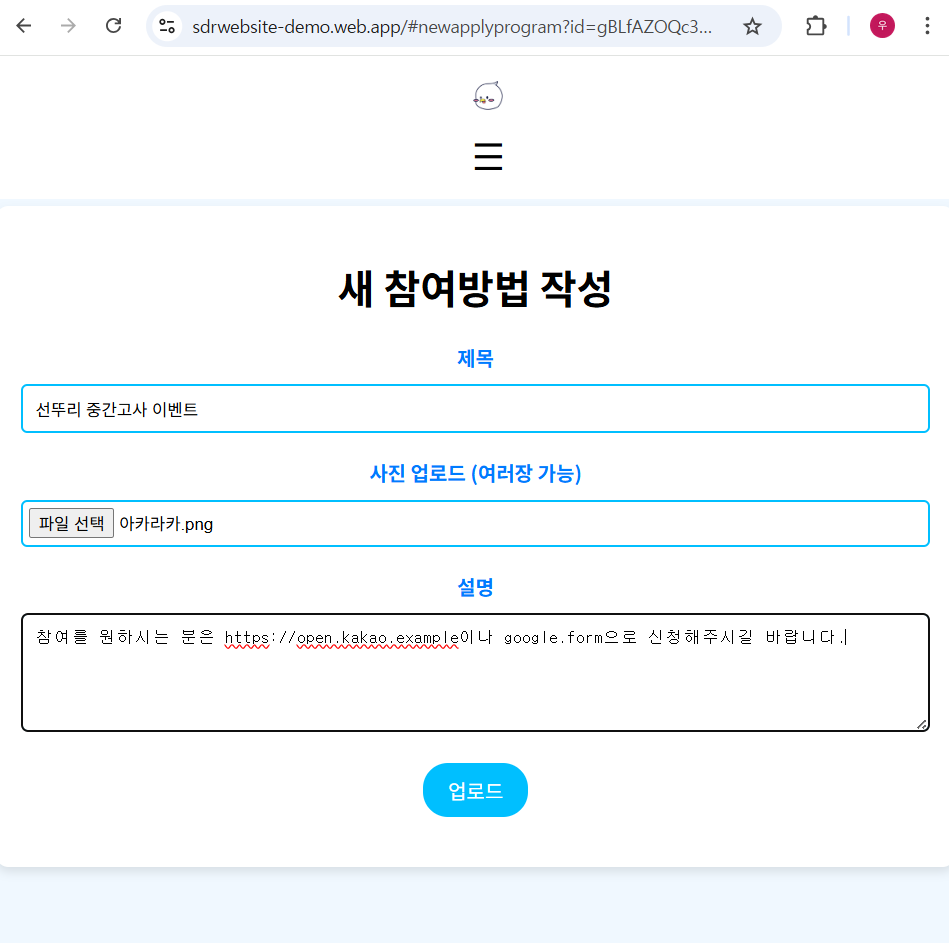 sdrwebsite-demo.web.app/#newapplyprogram?id=gBLfAZOQc3...
우
새 참여방법 작성
제목
선뚜리 중간고사 이벤트
사진 업로드 (여러장 가능)
파일 선택 아카라카.png
설명
참여를 원하시는 분은 https://open.kakao.example이나 google.form으로 신청해주시길 바랍니다.
업로드